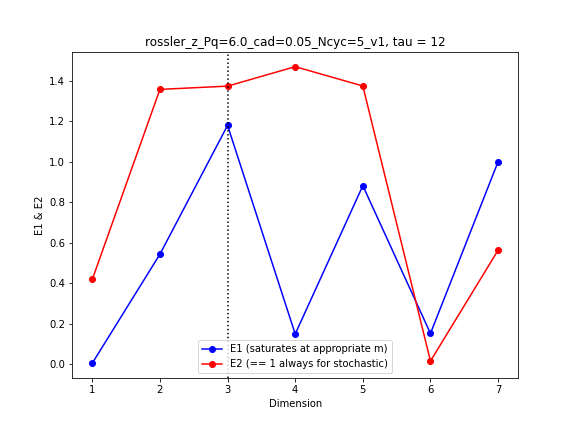 rossler_z_Pq=6.0_cad=0.05_Ncyc=5_v1, tau = 12
1.4
1.2
1.0
0.8
0.6
0.4
0.2
0.0
E1 & E2
E1 (saturates at appropriate m)
E2 (== 1 always for stochastic)
1 2 3 4 5 6 7
Dimension